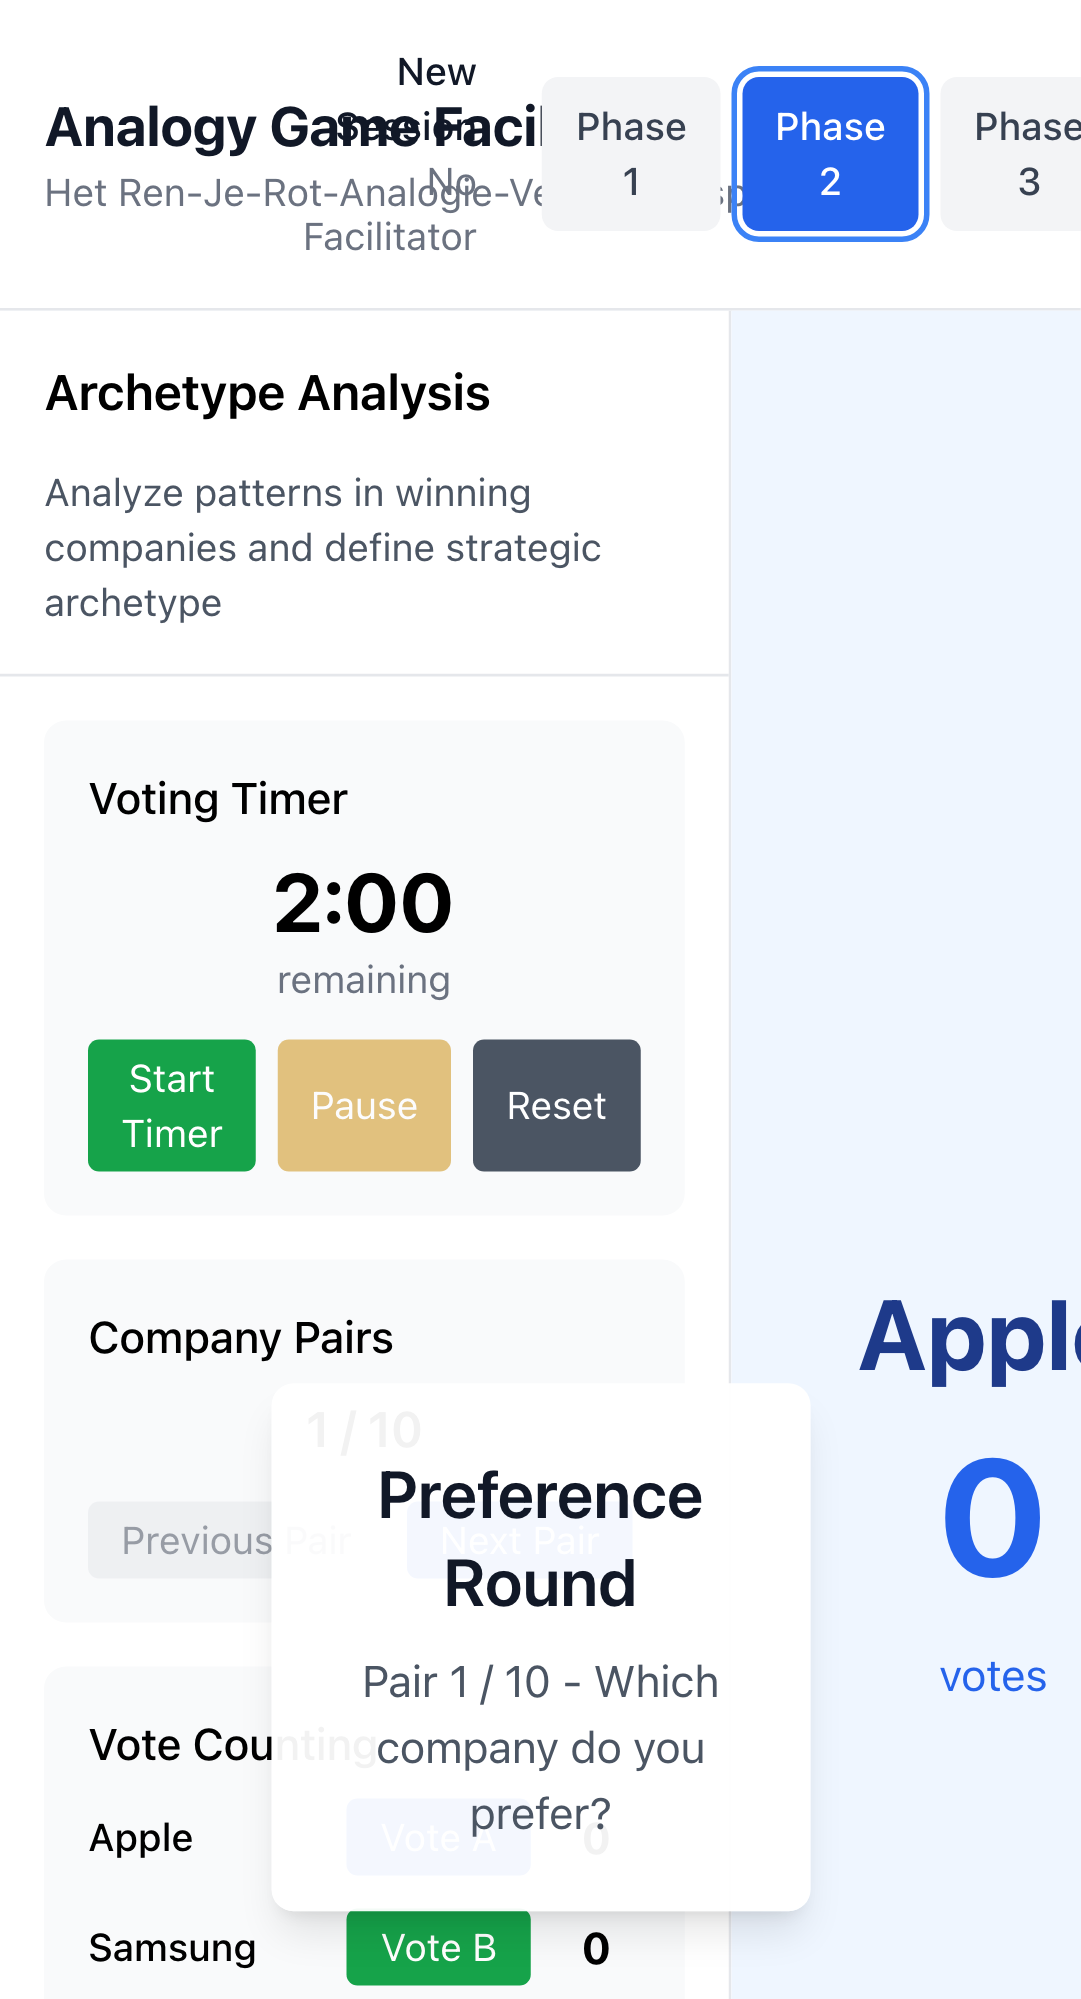 New
Session
No
Facilitator
Analogy Game Facil
Het Ren-Je-Rot-Analogie-Ve
Phase
1
Phase
2
Phase
3
Archetype Analysis
Analyze patterns in winning
companies and define strategic
archetype
Voting Timer
2:00
remaining
Start
Timer
Pause
Reset
Company Pairs
1 / 10
Previous Pair
Next Pair
Preference
Round
Pair 1 / 10 - Which
company do you
prefer?
Vote Counting
Apple
Vote A
0
Samsung
Vote B
0
Apple
0
votes